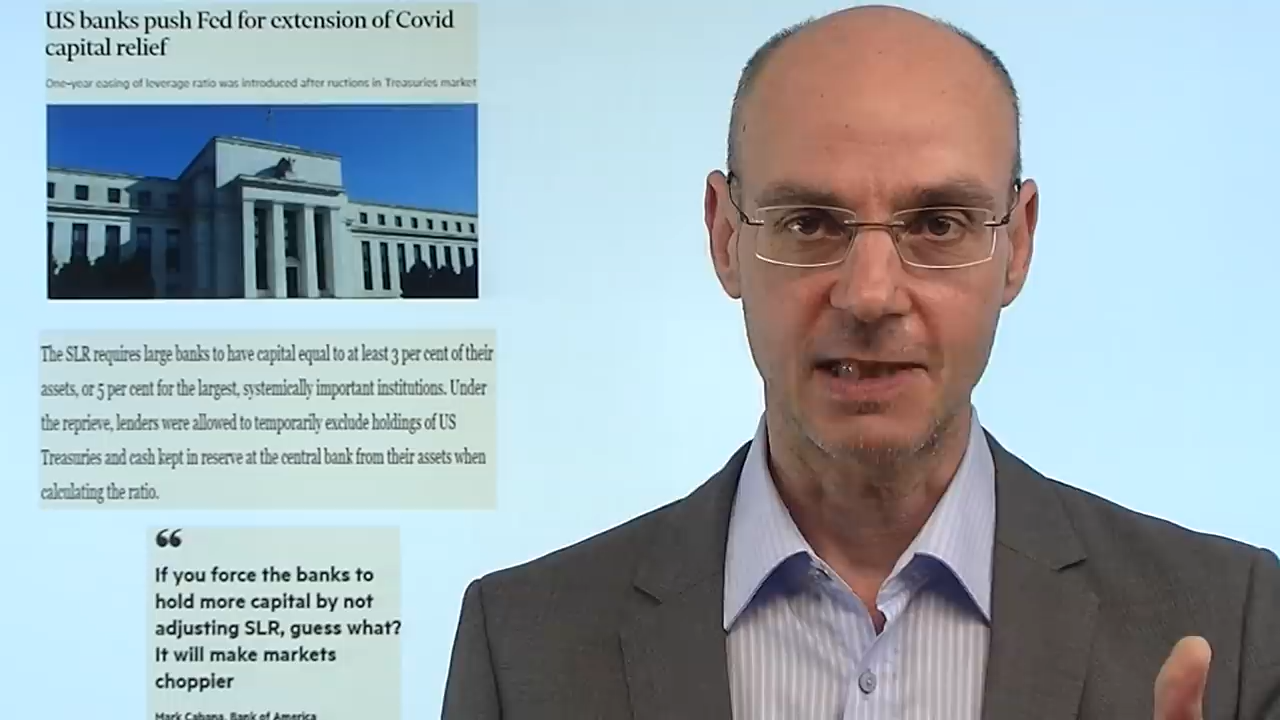 US banks push Fed for extension of Covid
capital relief
One-year easing of leverage ratio was introduced after ructions in Treasuries market
The SLR requires large banks to have capital equal to at least 3 per cent of their
assets, or 5 per cent for the largest, systemically important institutions. Under
the reprieve, lenders were allowed to temporarily exclude holdings of US
Treasuries and cash kept in reserve at the central bank from their assets when
calculating the ratio.
“
If you force the banks to
hold more capital by not
adjusting SLR, guess what?
It will make markets
choppier
Mark Cabana, Bank of America